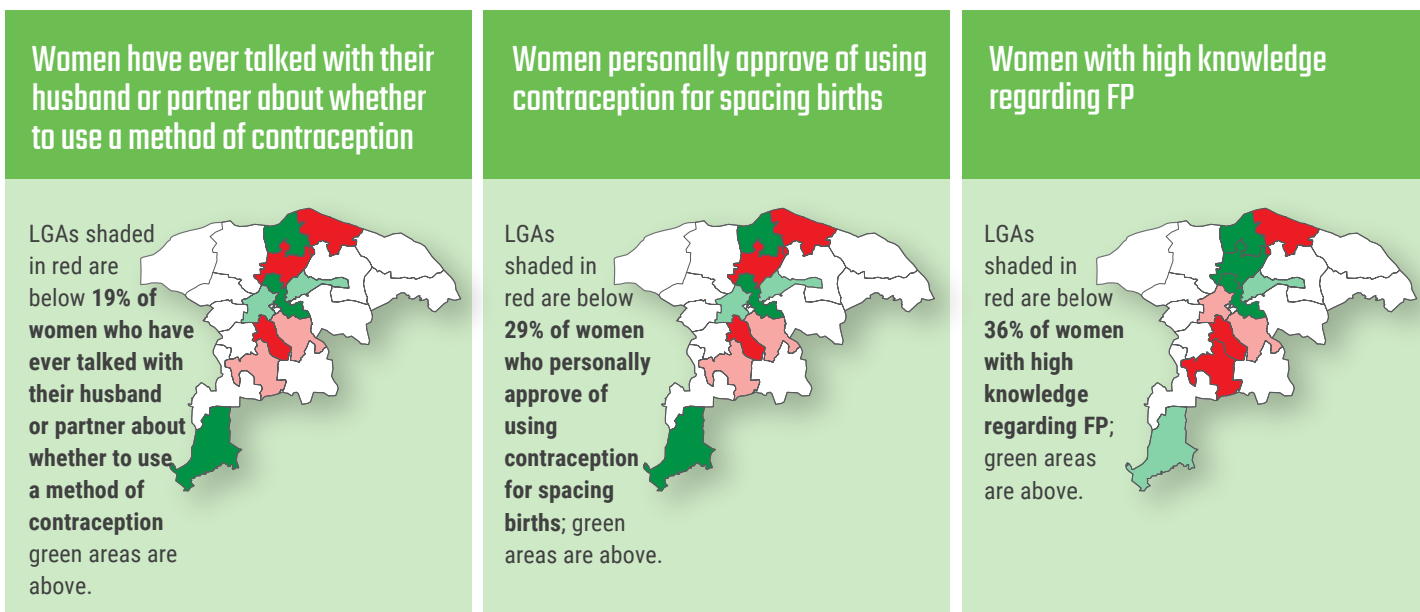 Women have ever talked with their
husband or partner about whether
to use a method of contraception
LGAs shaded
in red are
below 19% of
women who have
ever talked with
their husband
or partner about
whether to use
a method of
contraception
green areas are
above.
Women personally approve of using
contraception for spacing births
LGAs
shaded in
red are below
29% of women
who personally
approve of
using
contraception
for spacing
births; green
areas are above.
Women with high knowledge
regarding FP
LGAs
shaded in
red are below
36% of women
with high
knowledge
regarding FP;
green areas
are above.